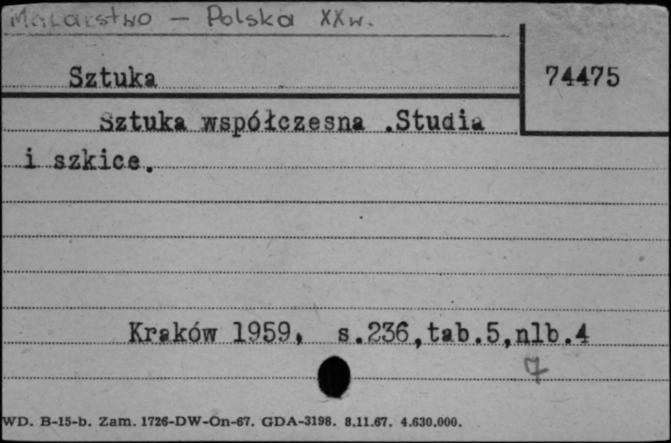 Malarstwo - Polska XXw.
Sztuka
74475
Sztuka współczesna .Studia
i szkice.
Kraków 1959, s.236,tab.5,nlb.4
7
WD. B-15-b. Zam. 1726-DW-On-67. GDA-3198. 8.11.67. 4.630.000.